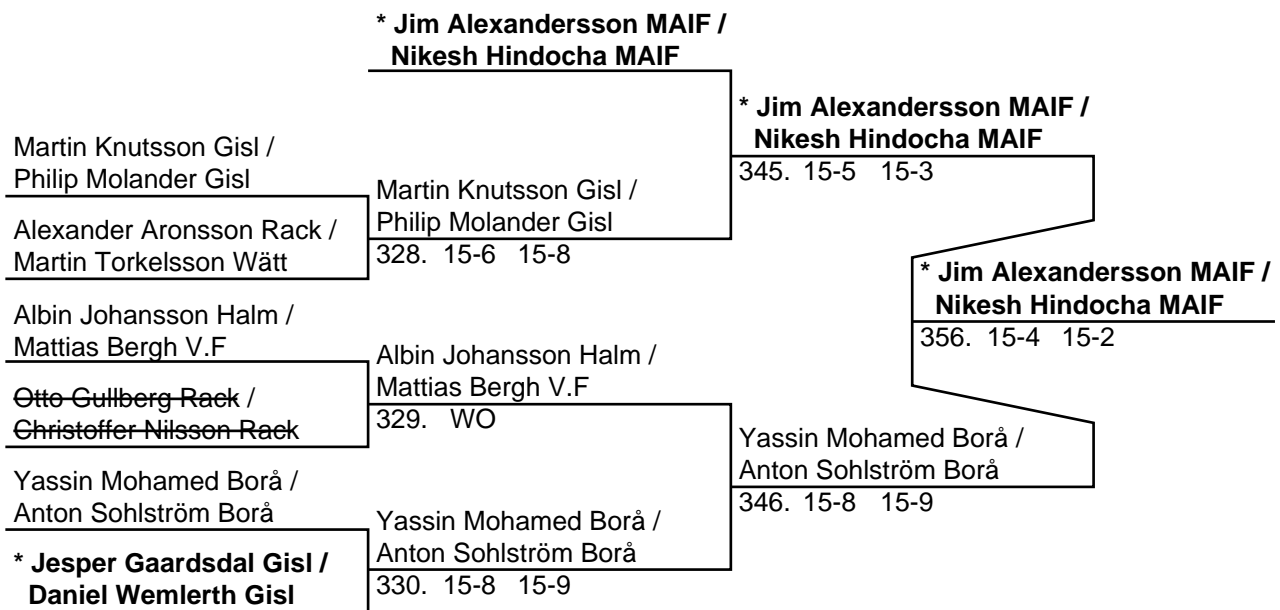 * Jim Alexandersson MAIF /
Nikesh Hindocha MAIF
* Jim Alexandersson MAIF /
Nikesh Hindocha MAIF
345. 15-5 15-3
Martin Knutsson Gisl /
Philip Molander Gisl
Martin Knutsson Gisl /
Philip Molander Gisl
328. 15-6 15-8
Alexander Aronsson Rack /
Martin Torkelsson Wätt
* Jim Alexandersson MAIF /
Nikesh Hindocha MAIF
356. 15-4 15-2
Albin Johansson Halm /
Mattias Bergh V.F
Albin Johansson Halm /
Mattias Bergh V.F
329. WO
Otto Gullberg Rack /
Christoffer Nilsson Rack
Yassin Mohamed Borå /
Anton Sohlström Borå
346. 15-8 15-9
Yassin Mohamed Borå /
Anton Sohlström Borå
Yassin Mohamed Borå /
Anton Sohlström Borå
330. 15-8 15-9
* Jesper Gaardsdal Gisl /
Daniel Wemlerth Gisl